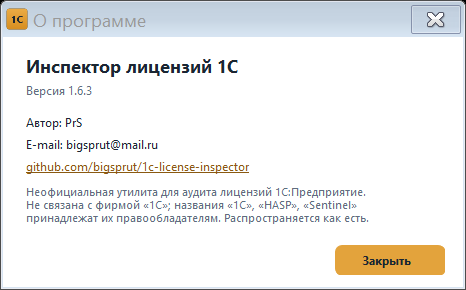 1С О программе
Инспектор лицензий 1С
Версия 1.6.3
Автор: PrS
E-mail: bigsprut@mail.ru
github.com/bigsprut/1c-license-inspector
Неофициальная утилита для аудита лицензий 1С:Предприятие.
Не связана с фирмой «1С»; названия «1С», «HASP», «Sentinel»
принадлежат их правообладателям. Распространяется как есть.
Закрыть